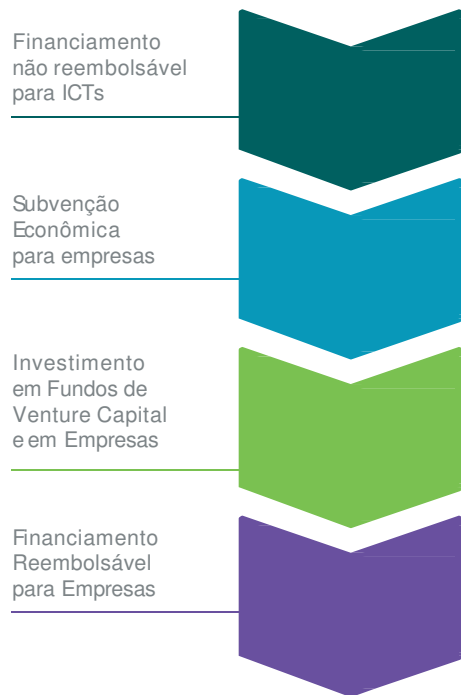 Financiamento
não reembolsável
para ICTs
Subvenção
Econômica
para empresas
Investimento
em Fundos de
Venture Capital
e em Empresas
Financiamento
Reembolsável
para Empresas